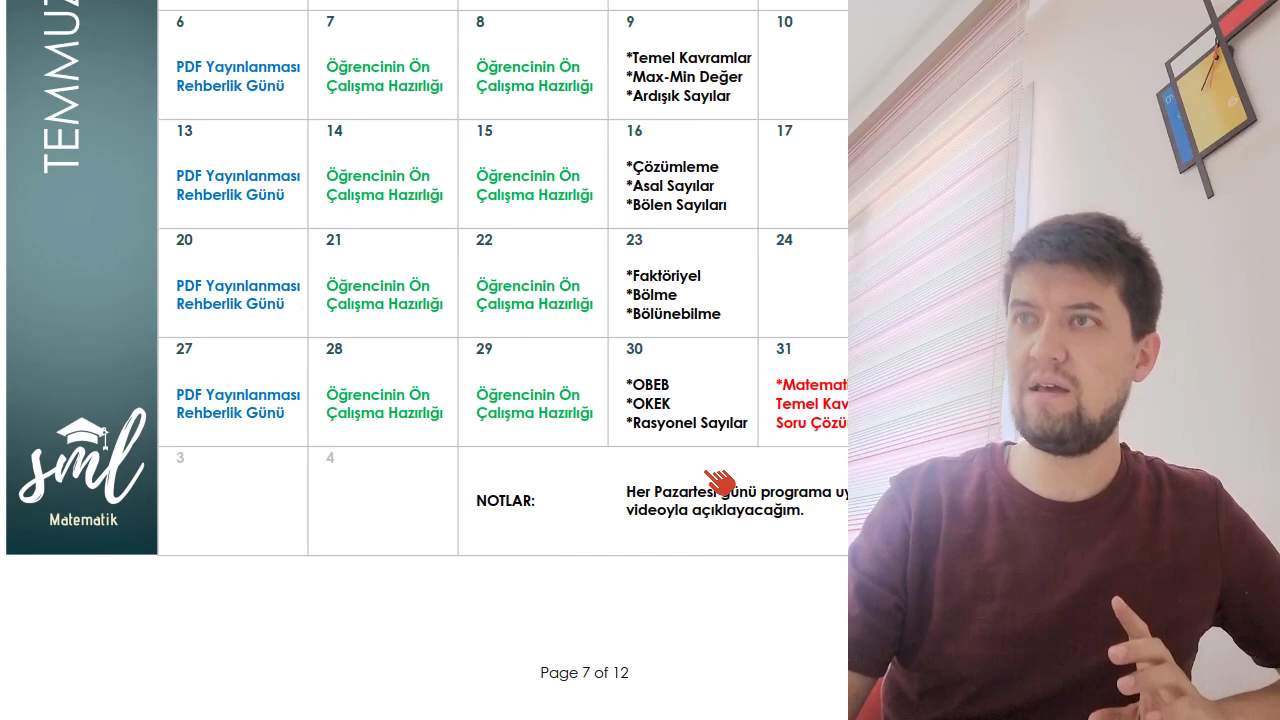 TEMMUZ
6
7
8
9
10
PDF Yayınlanması
Rehberlik Günü
Öğrencinin Ön
Çalışma Hazırlığı
Öğrencinin Ön
Çalışma Hazırlığı
*Temel Kavramlar
*Max-Min Değer
*Ardışık Sayılar
13
14
15
16
17
PDF Yayınlanması
Rehberlik Günü
Öğrencinin Ön
Çalışma Hazırlığı
Öğrencinin Ön
Çalışma Hazırlığı
*Çözümleme
*Asal Sayılar
*Bölen Sayıları
20
21
22
23
24
PDF Yayınlanması
Rehberlik Günü
Öğrencinin Ön
Çalışma Hazırlığı
Öğrencinin Ön
Çalışma Hazırlığı
*Faktöriyel
*Bölme
*Bölünebilme
27
28
29
30
31
PDF Yayınlanması
Rehberlik Günü
Öğrencinin Ön
Çalışma Hazırlığı
Öğrencinin Ön
Çalışma Hazırlığı
*OBEB
*OKEK
*Rasyonel Sayılar
*Matemat
Temel Kav
Soru Çözü
3
4
NOTLAR:
Her Pazartesi günü programa uy
videoyla açıklayacağım.
sml
Matematik
Page 7 of 12